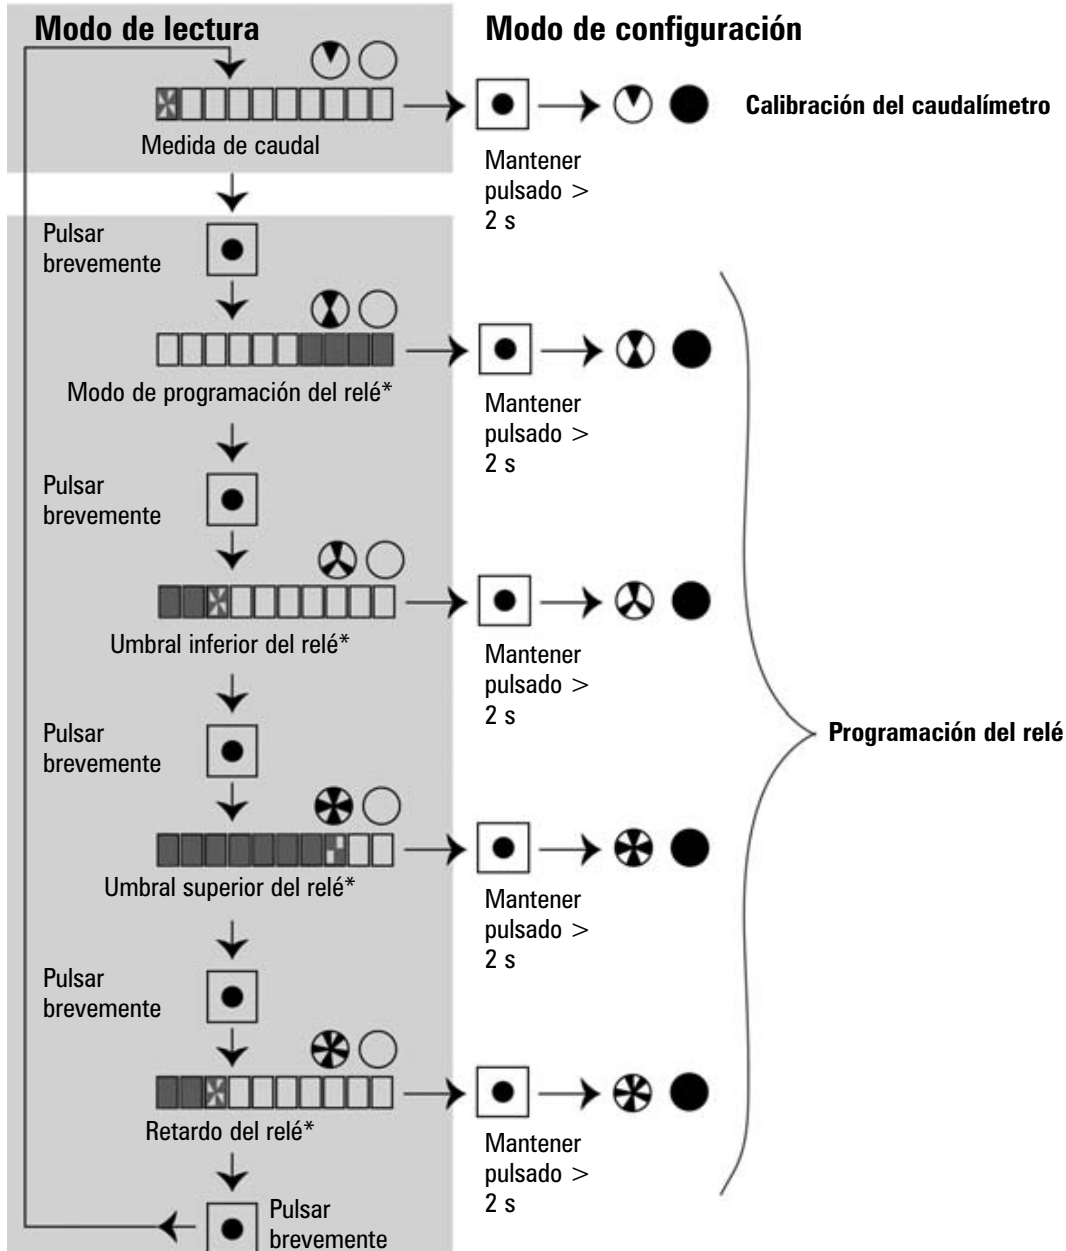 Modo de lectura
Modo de configuración
Calibración del caudalímetro
Medida de caudal
Mantener
pulsado >
2 s
Pulsar
brevemente
Modo de programación del relé*
Mantener
pulsado >
2 s
Pulsar
brevemente
Umbral inferior del relé*
Mantener
pulsado >
2 s
Programación del relé
Pulsar
brevemente
Umbral superior del relé*
Mantener
pulsado >
2 s
Pulsar
brevemente
Retardo del relé*
Mantener
pulsado >
2 s
Pulsar
brevemente